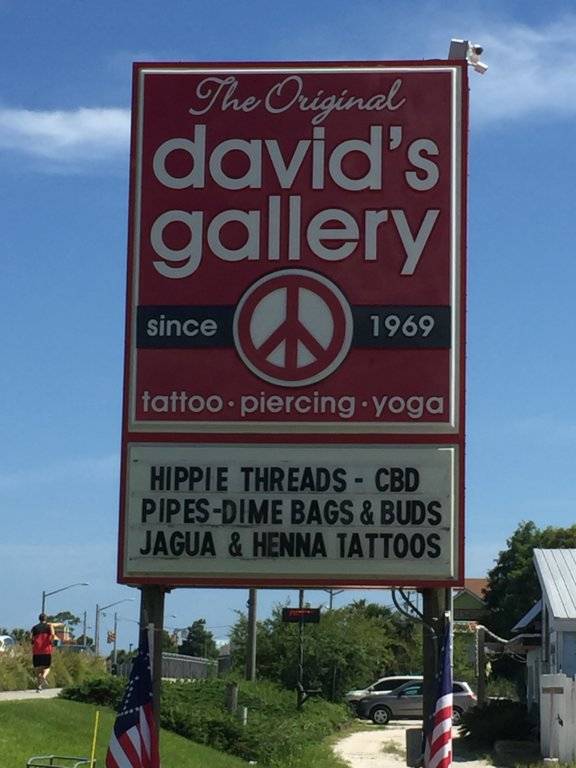 The Original
david's
gallery
since 1969
tattoo · piercing · yoga
HIPPIE THREADS - CBD
PIPES-DIME BAGS & BUDS
JAGUA & HENNA TATTOOS